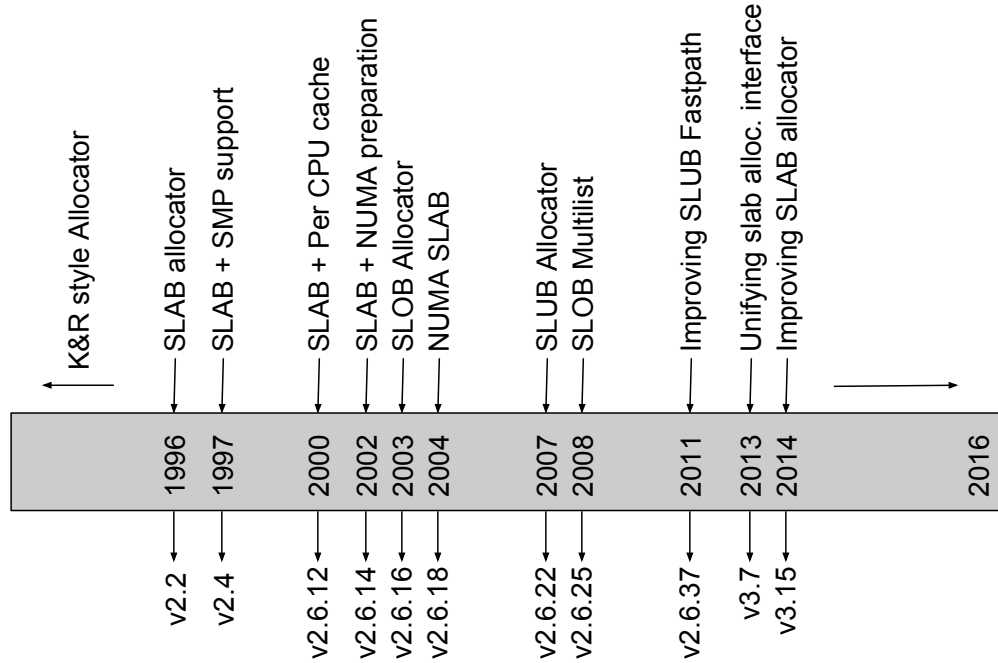 K&R style Allocator
SLAB allocator
SLAB + SMP support
SLAB + Per CPU cache
SLAB + NUMA preparation
SLOB Allocator
NUMA SLAB
SLUB Allocator
SLOB Multilist
Improving SLUB Fastpath
Unifying slab alloc. interface
Improving SLAB allocator
1996
1997
2000
2002
2003
2004
2007
2008
2011
2013
2014
2016
v2.2
v2.4
v2.6.12
v2.6.14
v2.6.16
v2.6.18
v2.6.22
v2.6.25
v2.6.37
v3.7
v3.15